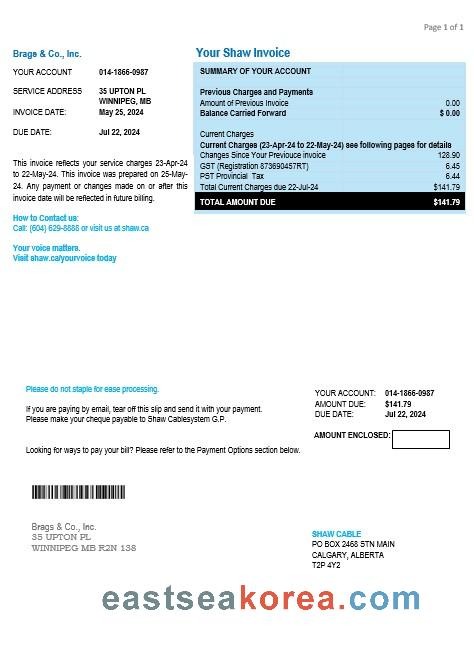 Page 1 of 1
Brags & Co., Inc.
YOUR ACCOUNT 014-1866-0987
SERVICE ADDRESS 35 UPTON PL
WINNIPEG, MB
INVOICE DATE: May 25, 2024
DUE DATE: Jul 22, 2024
This invoice reflects your service charges 23-Apr-24
to 22-May-24. This invoice was prepared on 25-May-
24. Any payment or changes made on or after this
invoice date will be reflected in future billing.
How to Contact us:
Call: (604) 629-8888 or visit us at shaw.ca
Your voice matters.
Visit shaw.ca/yourvoice today
Your Shaw Invoice
SUMMARY OF YOUR ACCOUNT
Previous Charges and Payments
Amount of Previous Invoice 0.00
Balance Carried Forward $ 0.00
Current Charges
Current Charges (23-Apr-24 to 22-May-24) see following pages for details
Changes Since Your Previouce invoice 128.90
GST (Registration 873690457RT) 6.45
PST Provincial Tax 6.44
Total Current Charges due 22-Jul-24 $141.79
TOTAL AMOUNT DUE $141.79
Please do not staple for ease processing.
If you are paying by email, tear off this slip and send it with your payment.
Please make your cheque payable to Shaw Cablesystem G.P.
Looking for ways to pay your bill? Please refer to the Payment Options section below.
YOUR ACCOUNT: 014-1866-0987
AMOUNT DUE: $141.79
DUE DATE: Jul 22, 2024
AMOUNT ENCLOSED:
Brags & Co., Inc.
35 UPTON PL
WINNIPEG MB R2N 138
SHAW CABLE
PO BOX 2468 STN MAIN
CALGARY, ALBERTA
T2P 4Y2
eastseakorea.com